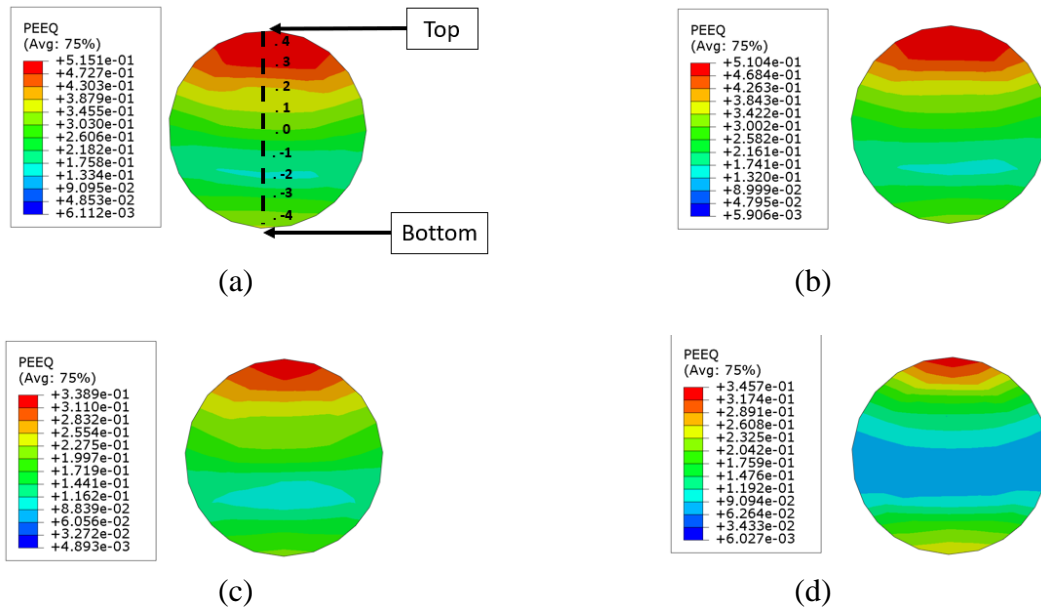 PEEQ
(Avg: 75%)
+5.151e-01
+4.727e-01
+4.303e-01
+3.879e-01
+3.455e-01
+3.030e-01
+2.606e-01
+2.182e-01
+1.758e-01
+1.334e-01
+9.095e-02
+4.853e-02
+6.112e-03
Top
. 4
. 3
. 2
. 1
. 0
. -1
. -2
. -3
. -4
Bottom
(a)
PEEQ
(Avg: 75%)
+5.104e-01
+4.684e-01
+4.263e-01
+3.843e-01
+3.422e-01
+3.002e-01
+2.582e-01
+2.161e-01
+1.741e-01
+1.320e-01
+8.999e-02
+4.795e-02
+5.906e-03
(b)
PEEQ
(Avg: 75%)
+3.389e-01
+3.110e-01
+2.832e-01
+2.554e-01
+2.275e-01
+1.997e-01
+1.719e-01
+1.441e-01
+1.162e-01
+8.839e-02
+6.056e-02
+3.272e-02
+4.893e-03
(c)
PEEQ
(Avg: 75%)
+3.457e-01
+3.174e-01
+2.891e-01
+2.608e-01
+2.325e-01
+2.042e-01
+1.759e-01
+1.476e-01
+1.192e-01
+9.094e-02
+6.264e-02
+3.433e-02
+6.027e-03
(d)